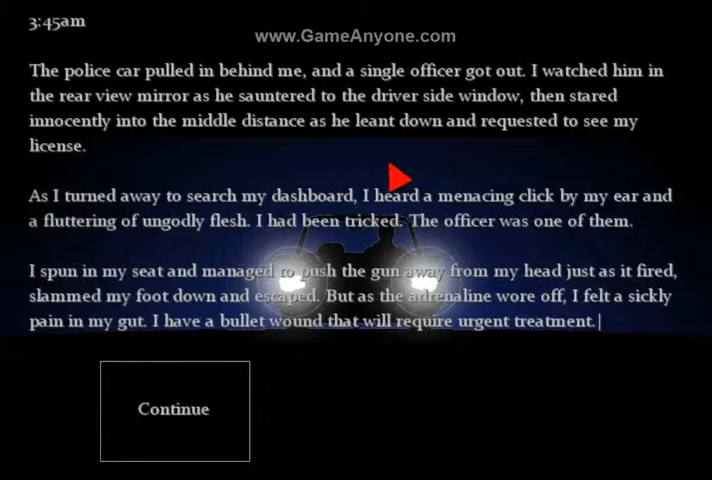 3:45am
www.GameAnyone.com
The police car pulled in behind me, and a single officer got out. I watched him in
the rear view mirror as he sauntered to the driver side window, then stared
innocently into the middle distance as he leant down and requested to see my
license.
As I turned away to search my dashboard, I heard a menacing click by my ear and
a fluttering of ungodly flesh. I had been tricked. The officer was one of them.
I spun in my seat and managed to push the gun away from my head just as it fired,
slammed my foot down and escaped. But as the adrenaline wore off, I felt a sickly
pain in my gut. I have a bullet wound that will require urgent treatment.|
Continue